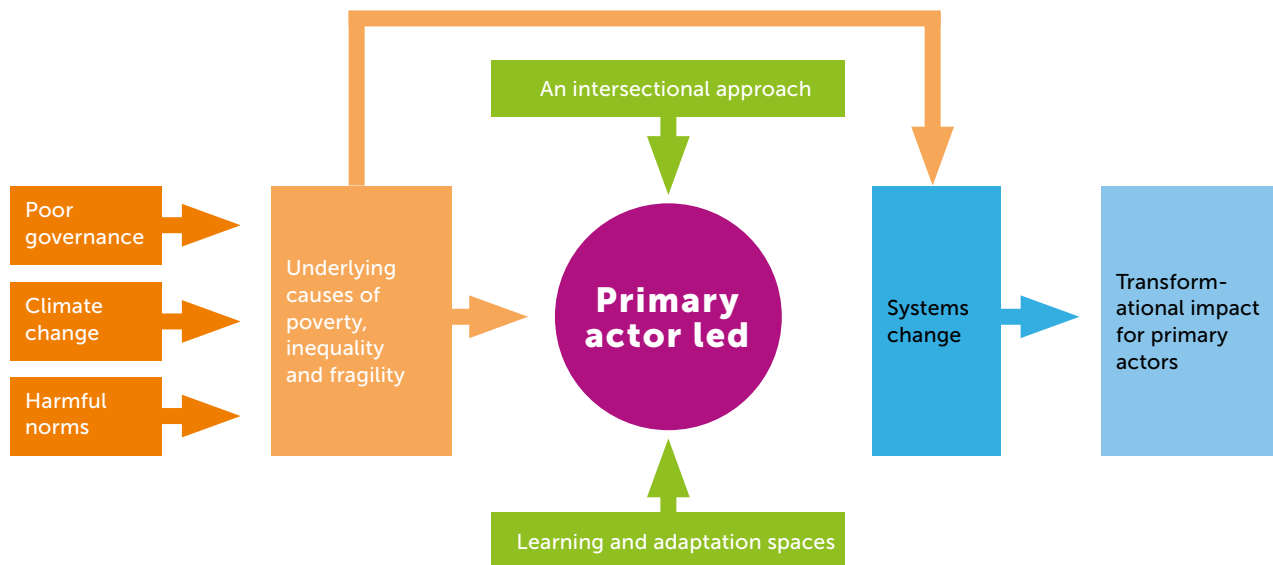 An intersectional approach
Poor
governance
Climate
change
Harmful
norms
Underlying
causes of
poverty,
inequality
and fragility
Primary
actor led
Systems
change
Transform-
ational impact
for primary
actors
Learning and adaptation spaces